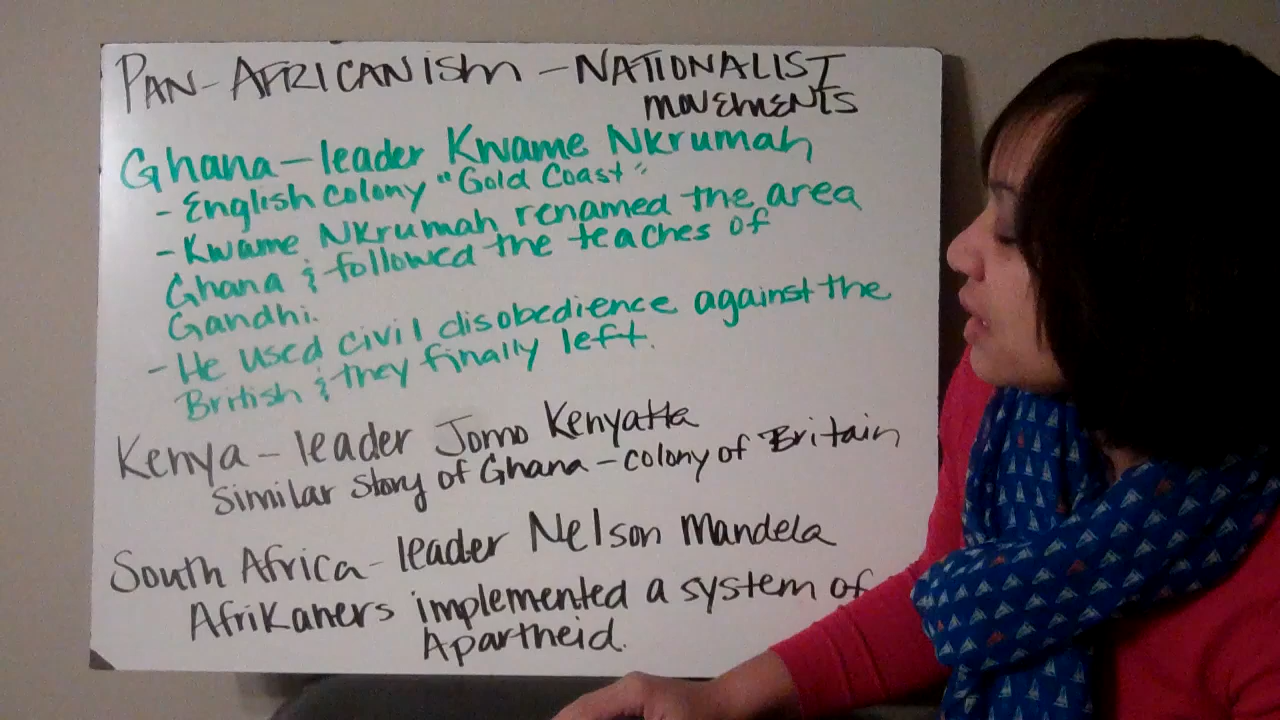 PAN-AFRICANISM - NATIONALIST
MOVEMENTS
Ghana - leader Kwame Nkrumah
- English colony "Gold Coast"
- Kwame Nkrumah renamed the area
Ghana & followed the teaches of
Gandhi.
- He used civil disobedience against the
British & they finally left.
Kenya - leader Jomo Kenyatta
Similar Story of Ghana - colony of Britain
South Africa - leader Nelson Mandela
Afrikaners implemented a system of
Apartheid.